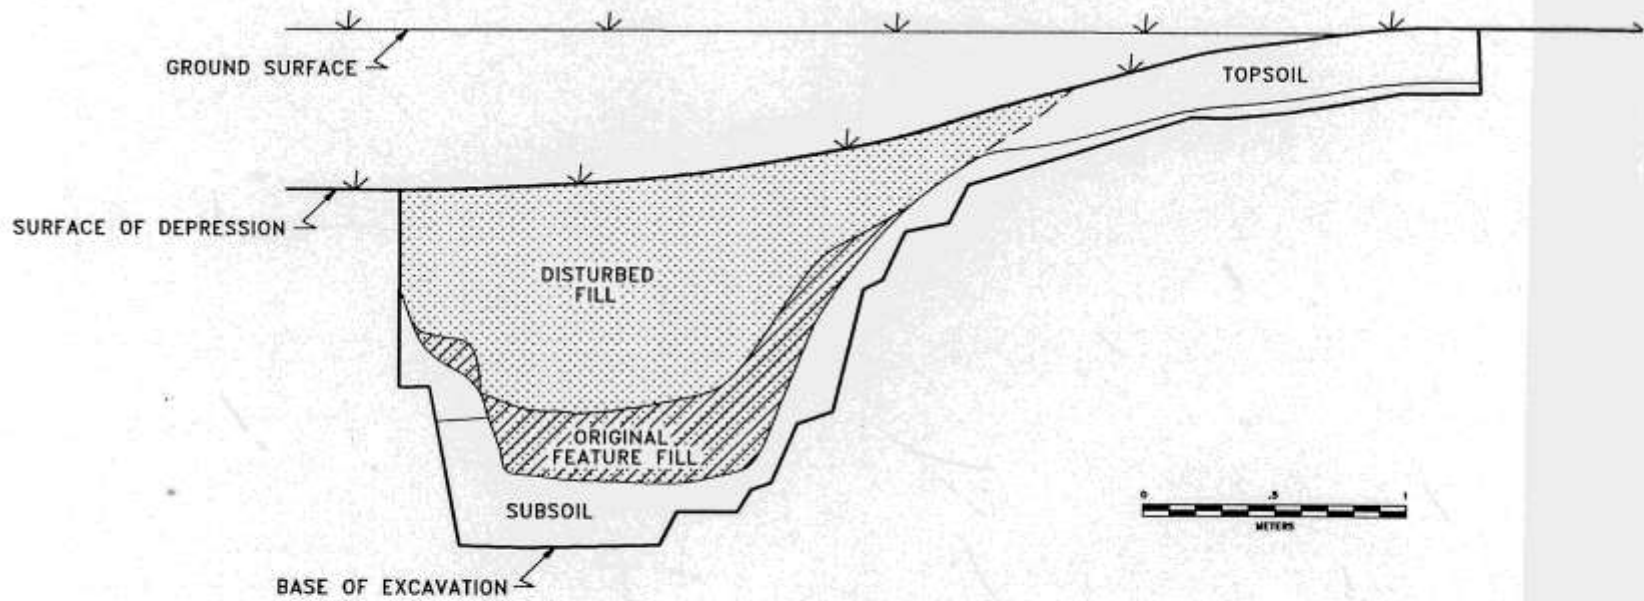 GROUND SURFACE
TOPSOIL
SURFACE OF DEPRESSION
DISTURBED
FILL
ORIGINAL
FEATURE FILL
SUBSOIL
0 .5 1
METERS
BASE OF EXCAVATION